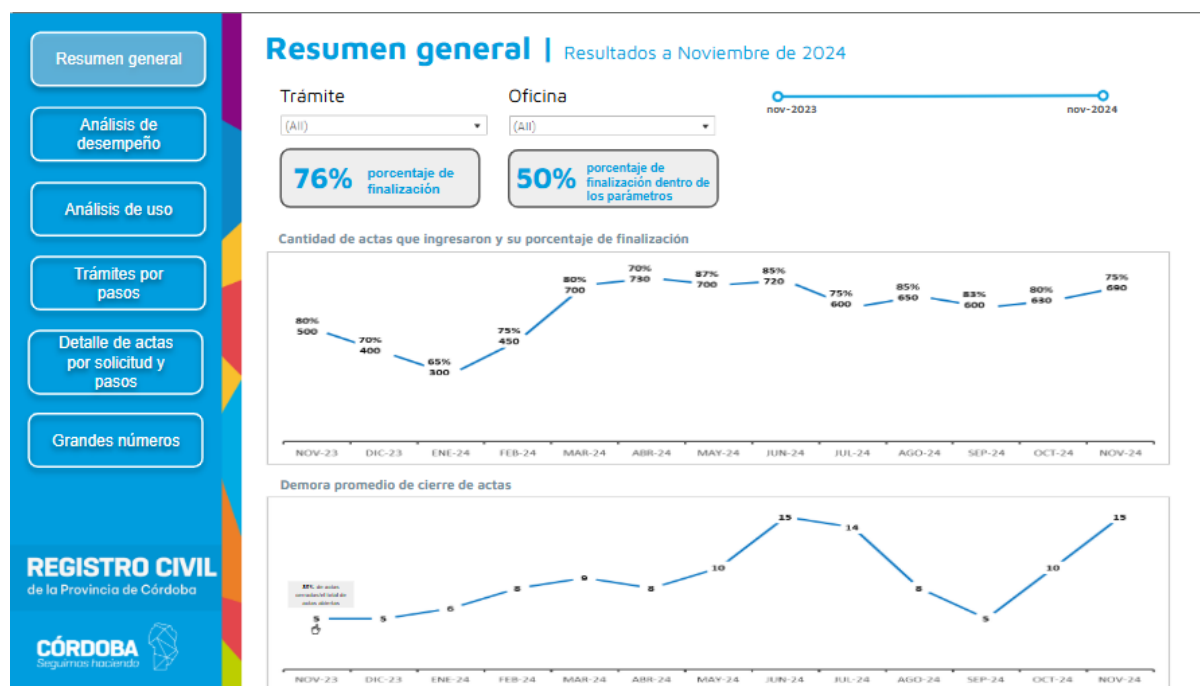 Resumen general
Análisis de
desempeño
Análisis de uso
Trámites por
pasos
Detalle de actas
por solicitud y
pasos
Grandes números
REGISTRO CIVIL
de la Provincia de Córdoba
CÓRDOBA
Seguimos haciendo
Resumen general | Resultados a Noviembre de 2024
Trámite
(All)
Oficina
(All)
nov-2023
nov-2024
76% porcentaje de
finalización
50% porcentaje de
finalización dentro de
los parámetros
Cantidad de actas que ingresaron y su porcentaje de finalización
80%
500
70%
400
65%
300
75%
450
80%
700
70%
730
87%
700
85%
720
75%
600
85%
650
83%
600
80%
630
75%
690
NOV-23 DIC-23 ENE-24 FEB-24 MAR-24 ABR-24 MAY-24 JUN-24 JUL-24 AGO-24 SEP-24 OCT-24 NOV-24
Demora promedio de cierre de actas
de actas
5 5 6 8 9 8 10 15 14 8 5 10 15
NOV-23 DIC-23 ENE-24 FEB-24 MAR-24 ABR-24 MAY-24 JUN-24 JUL-24 AGO-24 SEP-24 OCT-24 NOV-24